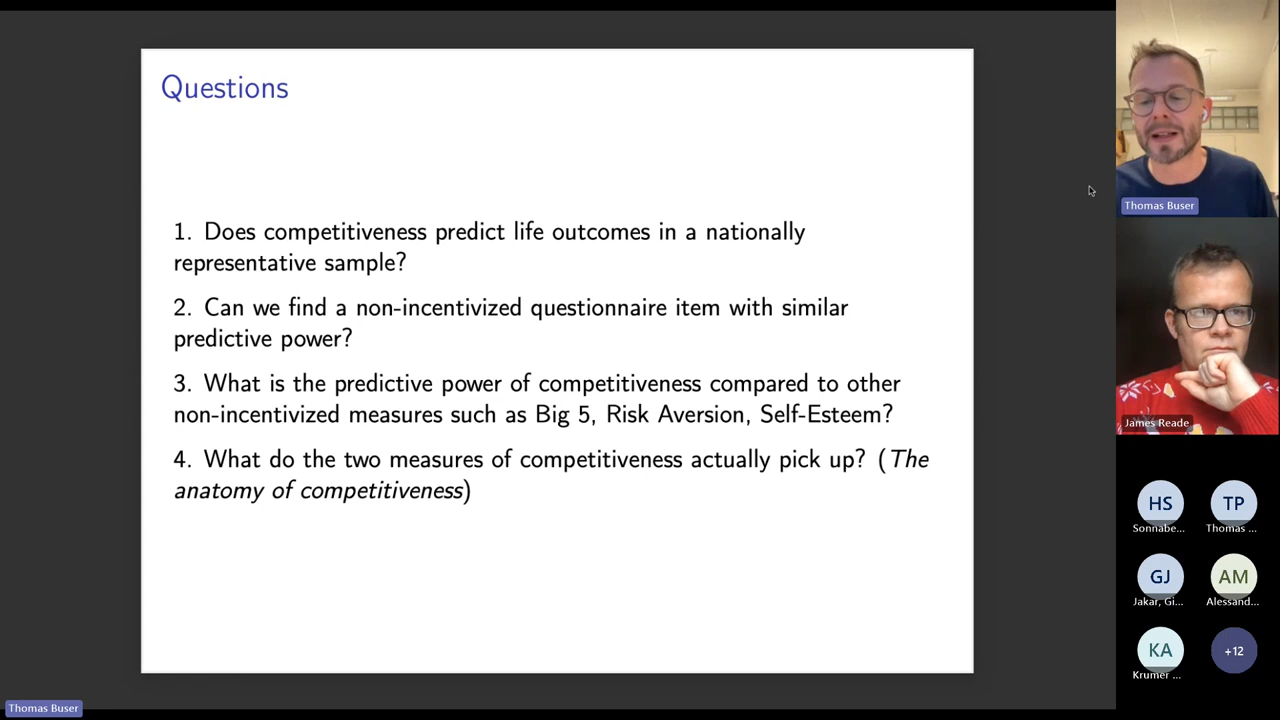 Questions
1. Does competitiveness predict life outcomes in a nationally
representative sample?
2. Can we find a non-incentivized questionnaire item with similar
predictive power?
3. What is the predictive power of competitiveness compared to other
non-incentivized measures such as Big 5, Risk Aversion, Self-Esteem?
4. What do the two measures of competitiveness actually pick up? (The
anatomy of competitiveness)
Thomas Buser
Thomas Buser
James Reade
HS
Sonnabe...
TP
Thomas ...
GJ
Jakar, Gi...
AM
Alessand...
KA
Krumer ...
+12